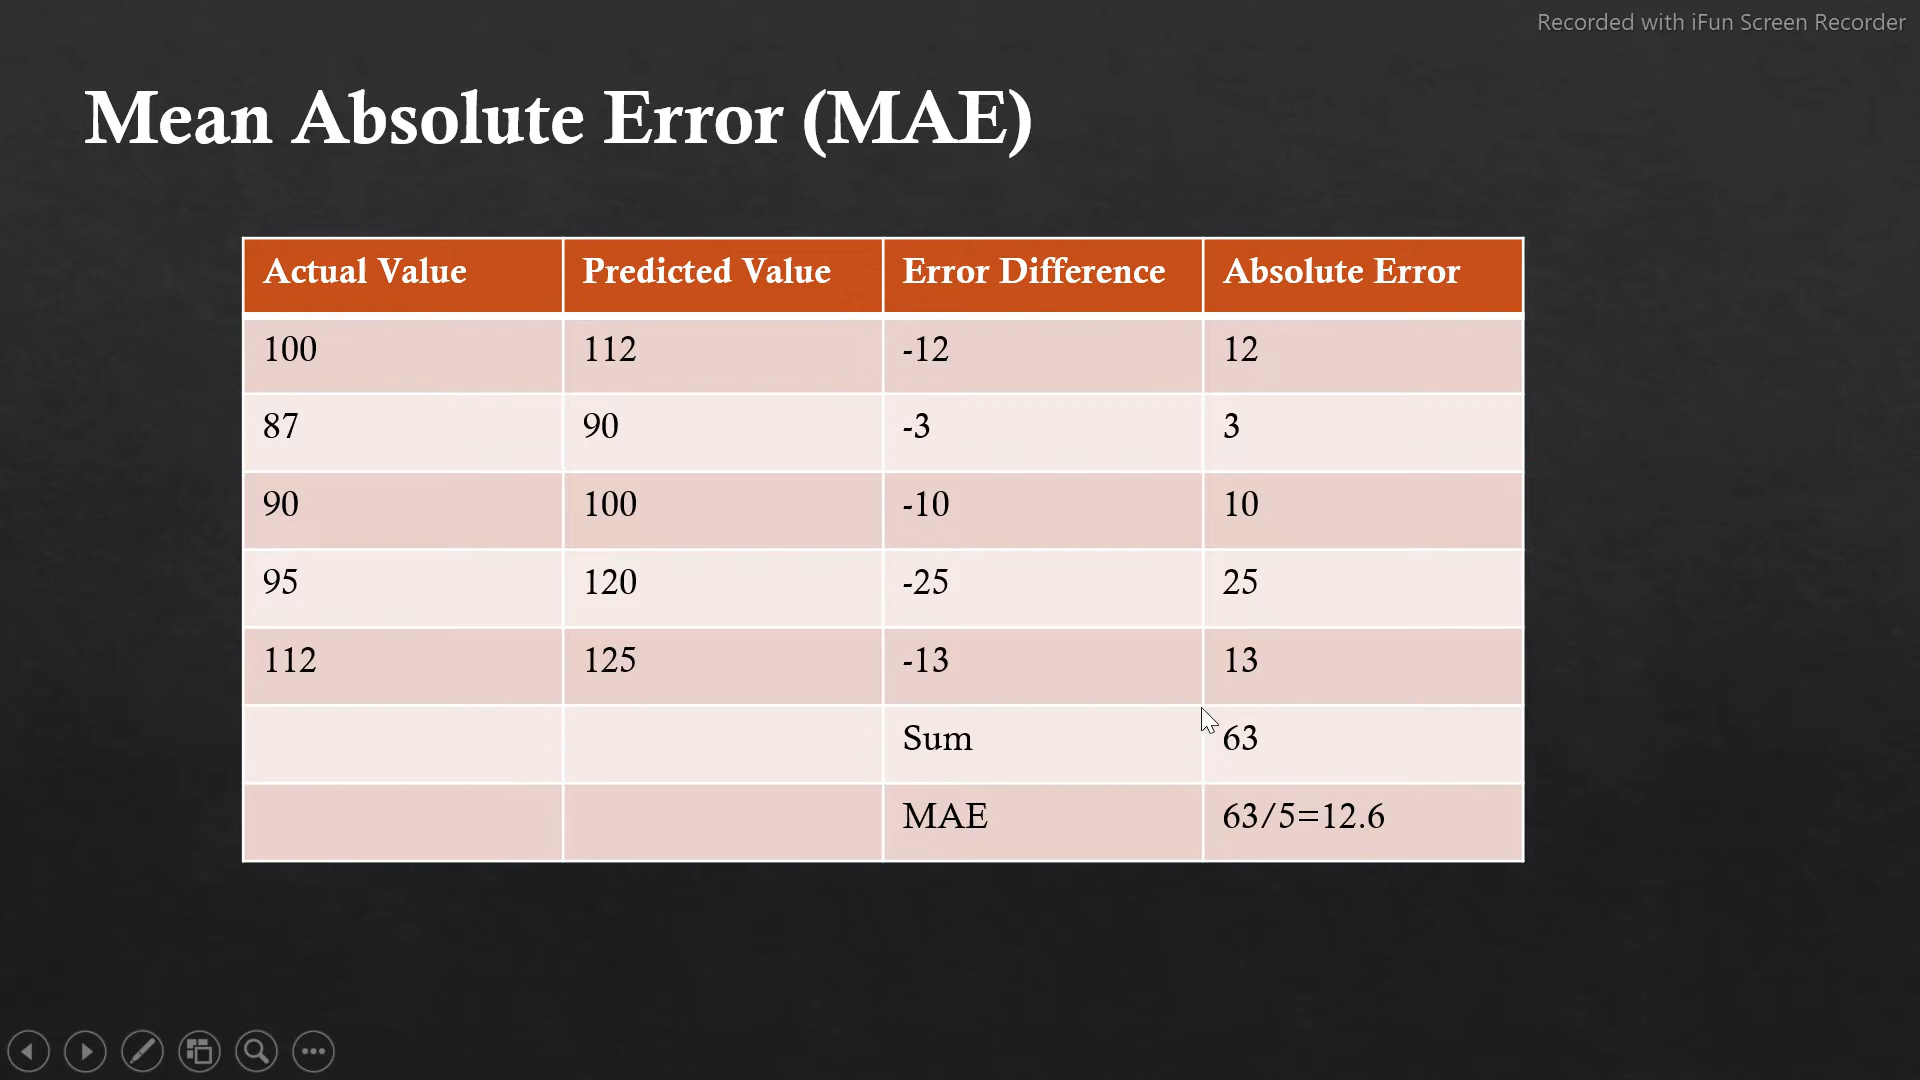 Recorded with iFun Screen Recorder
Mean Absolute Error (MAE)
Actual Value Predicted Value Error Difference Absolute Error
100 112 -12 12
87 90 -3 3
90 100 -10 10
95 120 -25 25
112 125 -13 13
Sum 63
MAE 63/5=12.6